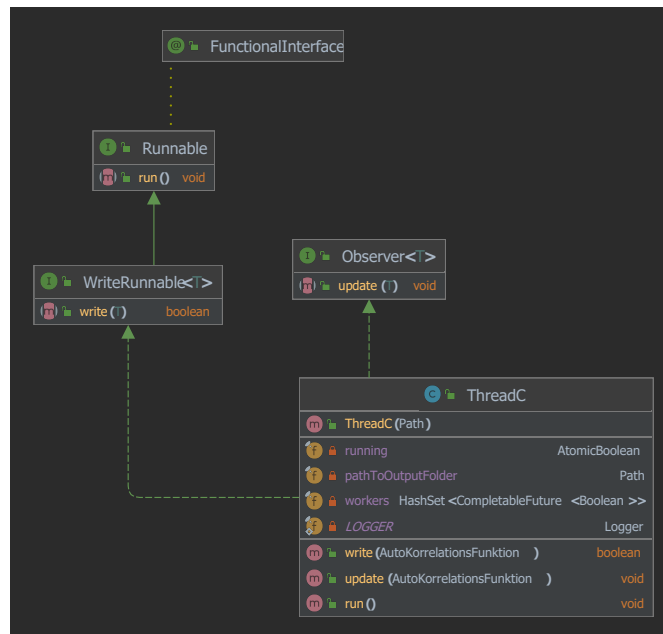 FunctionalInterface
Runnable
run() void
Observer<T>
update (T) void
WriteRunnable<T>
write (T) boolean
ThreadC
ThreadC (Path)
running AtomicBoolean
pathToOutputFolder Path
workers HashSet <CompletableFuture <Boolean >>
LOGGER Logger
write (AutoKorrelationsFunktion ) boolean
update (AutoKorrelationsFunktion ) void
run() void